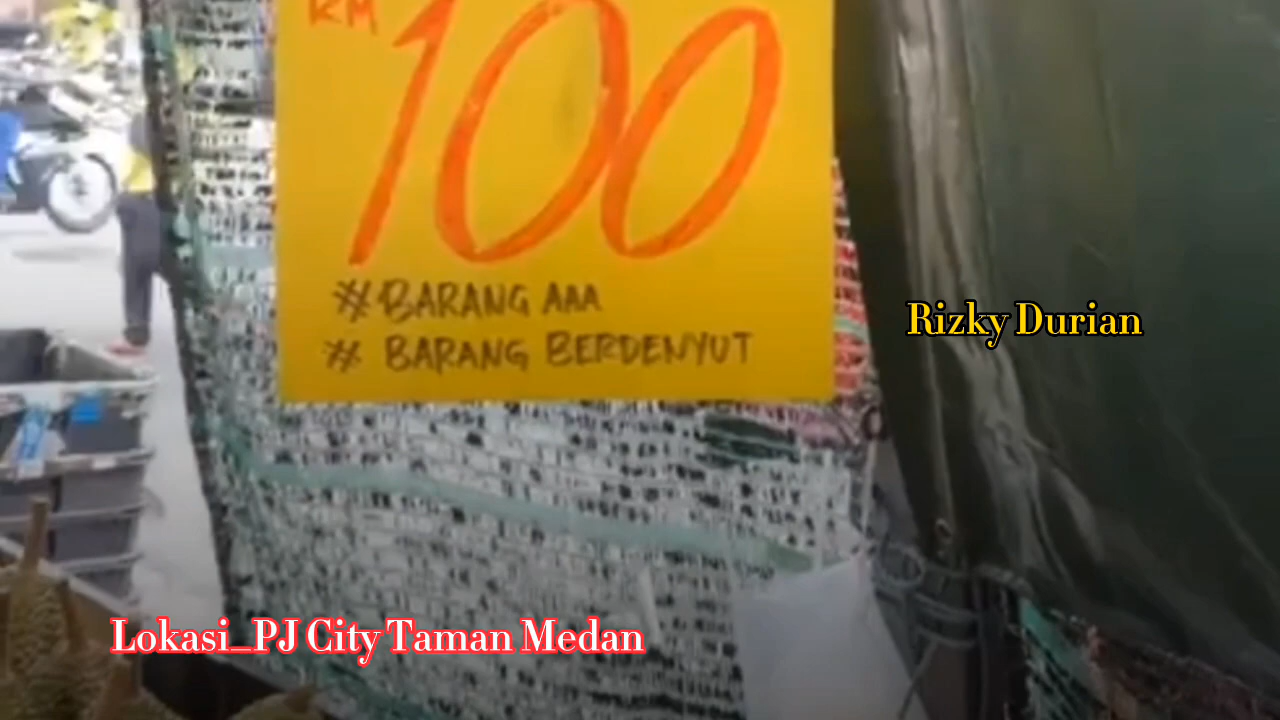 RM
100
#BARANG AAA
# BARANG BERDENYUT
Rizky Durian
Lokasi_PJ City Taman Medan